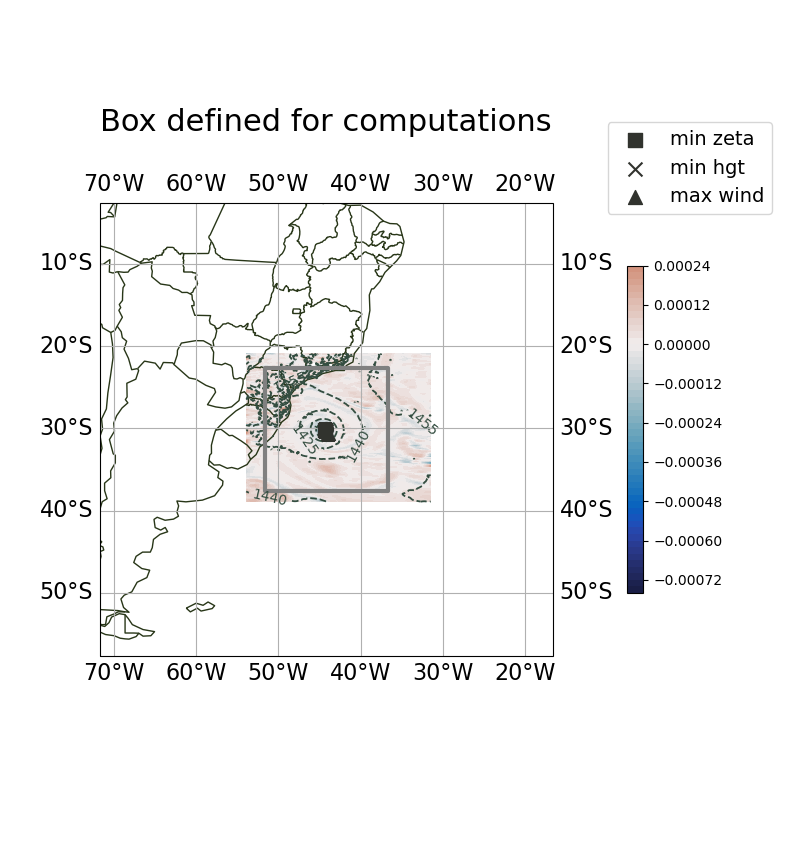 Box defined for computations
min zeta
min hgt
max wind
70°W 60°W 50°W 40°W 30°W 20°W
10°S 10°S
20°S 20°S
30°S 30°S
40°S 40°S
50°S 50°S
1455
1425
1440
1440
70°W 60°W 50°W 40°W 30°W 20°W
0.00024
0.00012
0.00000
−0.00012
−0.00024
−0.00036
−0.00048
−0.00060
−0.00072